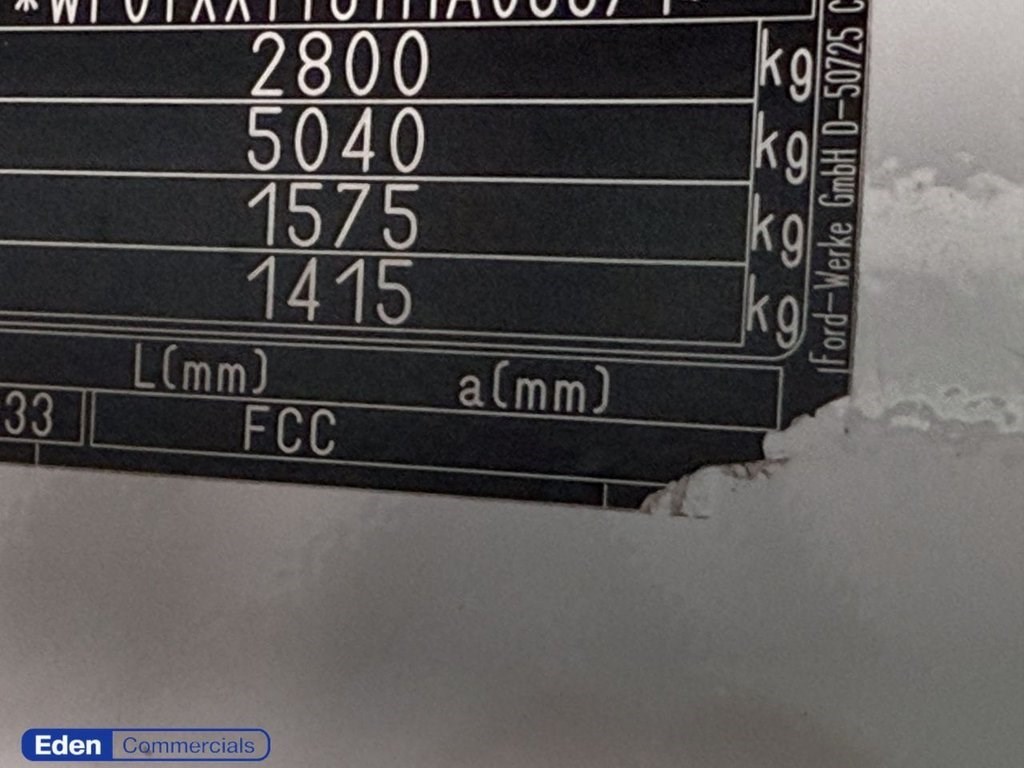 2800 kg
5040 kg
1575 kg
1415 kg
Ford-Werke GmbH D-50725
L(mm) a(mm)
33 FCC
Eden Commercials